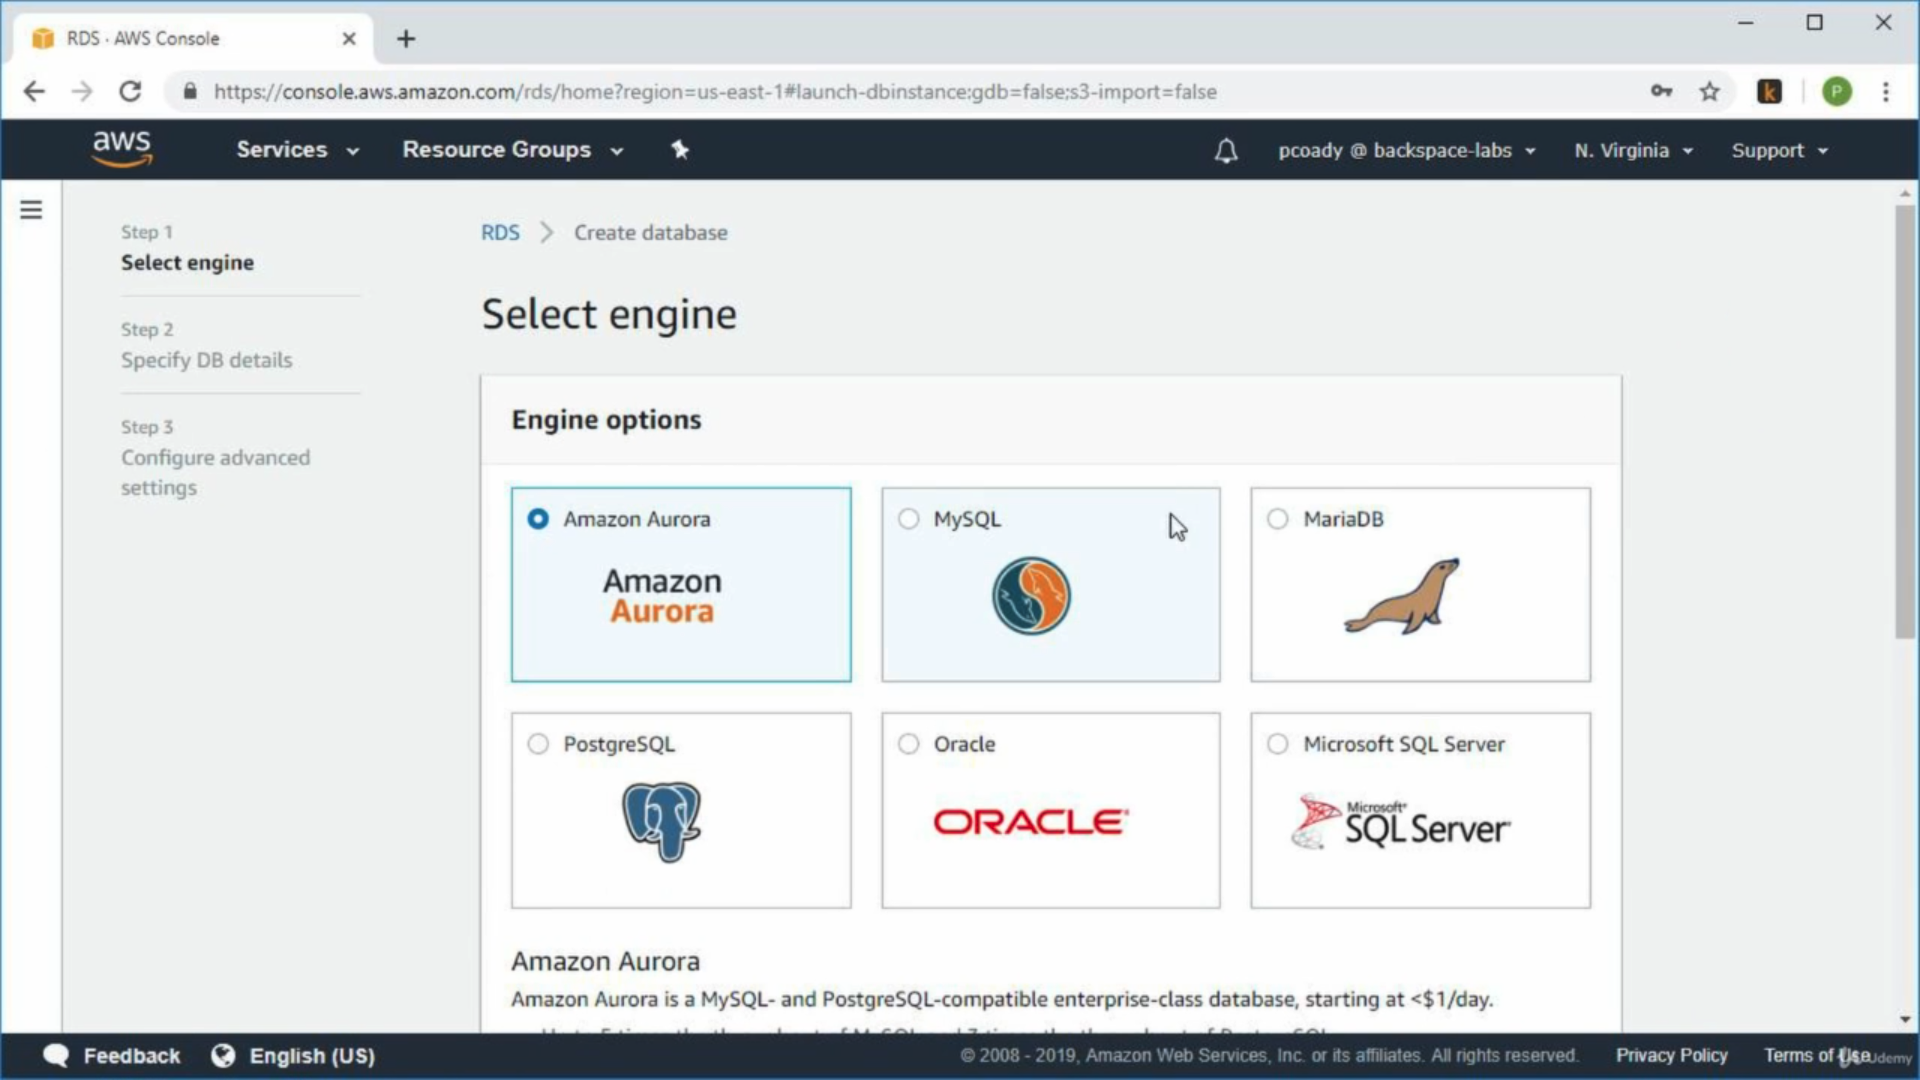 RDS · AWS Console
https://console.aws.amazon.com/rds/home?region=us-east-1#launch-dbinstance:gdb=false;s3-import=false
k
P
aws
Services
Resource Groups
pcoady @ backspace-labs
N. Virginia
Support
Step 1
Select engine
Step 2
Specify DB details
Step 3
Configure advanced
settings
RDS
Create database
Select engine
Engine options
Amazon Aurora
Amazon
Aurora
MySQL
MariaDB
PostgreSQL
Oracle
ORACLE
Microsoft SQL Server
Microsoft
SQL Server
Amazon Aurora
Amazon Aurora is a MySQL- and PostgreSQL-compatible enterprise-class database, starting at <$1/day.
Feedback
English (US)
© 2008 - 2019, Amazon Web Services, Inc. or its affiliates. All rights reserved.
Privacy Policy
Terms of Use
Udemy